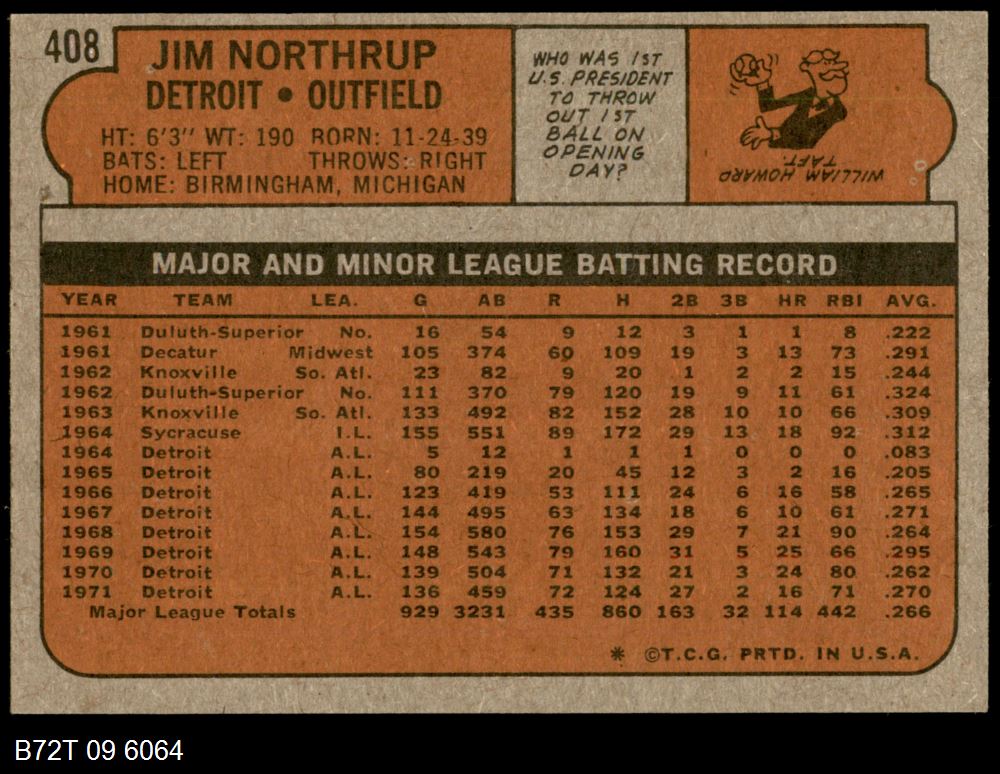 408
JIM NORTHRUP
DETROIT • OUTFIELD
HT: 6'3" WT: 190 BORN: 11-24-39
BATS: LEFT THROWS: RIGHT
HOME: BIRMINGHAM, MICHIGAN
WHO WAS 1ST
U.S. PRESIDENT
TO THROW
OUT 1ST
BALL ON
OPENING
DAY?
WILLIAM HOWARD
TAFT.
MAJOR AND MINOR LEAGUE BATTING RECORD
YEAR TEAM LEA. G AB R H 2B 3B HR RBI AVG.
1961 Duluth-Superior No. 16 54 9 12 3 1 1 8 .222
1961 Decatur Midwest 105 374 60 109 19 3 13 73 .291
1962 Knoxville So. Atl. 23 82 9 20 1 2 2 15 .244
1962 Duluth-Superior No. 111 370 79 120 19 9 11 61 .324
1963 Knoxville So. Atl. 133 492 82 152 28 10 10 66 .309
1964 Sycracuse I.L. 155 551 89 172 29 13 18 92 .312
1964 Detroit A.L. 5 12 1 1 1 0 0 0 .083
1965 Detroit A.L. 80 219 20 45 12 3 2 16 .205
1966 Detroit A.L. 123 419 53 111 24 6 16 58 .265
1967 Detroit A.L. 144 495 63 134 18 6 10 61 .271
1968 Detroit A.L. 154 580 76 153 29 7 21 90 .264
1969 Detroit A.L. 148 543 79 160 31 5 25 66 .295
1970 Detroit A.L. 139 504 71 132 21 3 24 80 .262
1971 Detroit A.L. 136 459 72 124 27 2 16 71 .270
Major League Totals 929 3231 435 860 163 32 114 442 .266
* ©T.C.G. PRTD. IN U.S.A.
B72T 09 6064